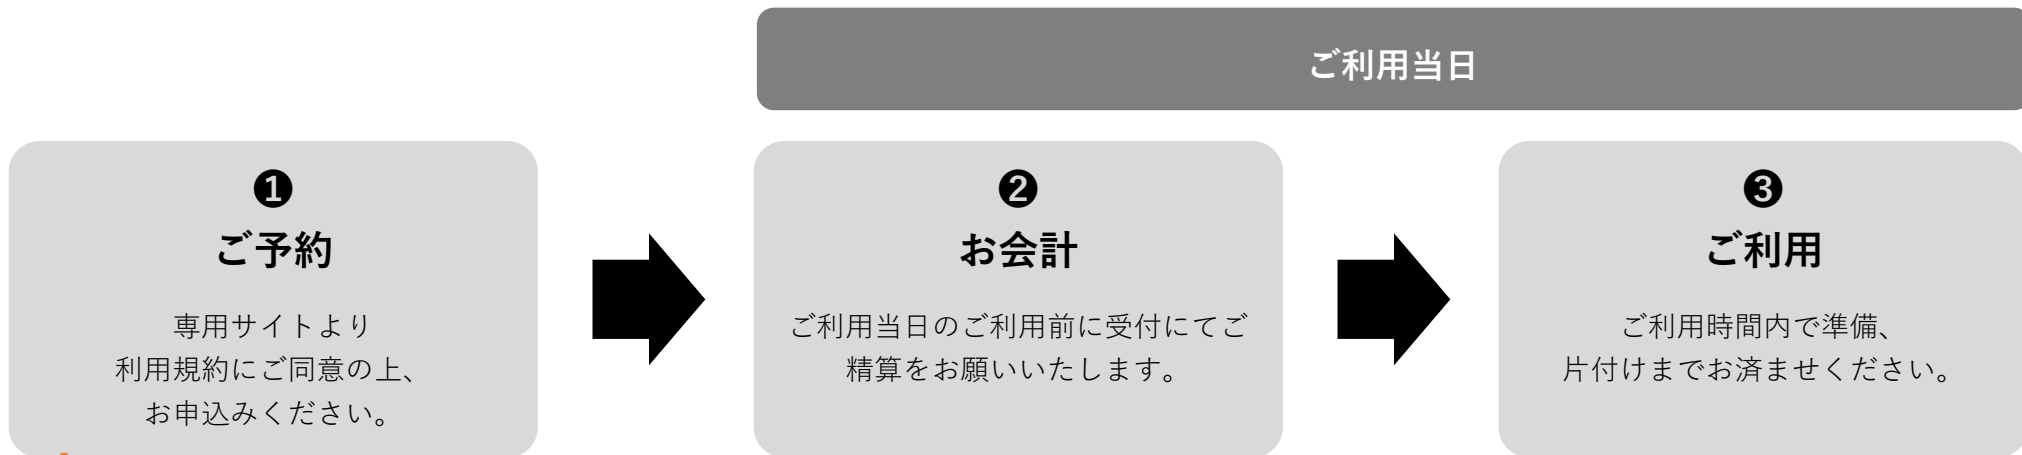 ご利用当日
❶
ご予約
専用サイトより
利用規約にご同意の上、
お申込みください。
❷
お会計
ご利用当日のご利用前に受付にてご
精算をお願いいたします。
❸
ご利用
ご利用時間内で準備、
片付けまでお済ませください。